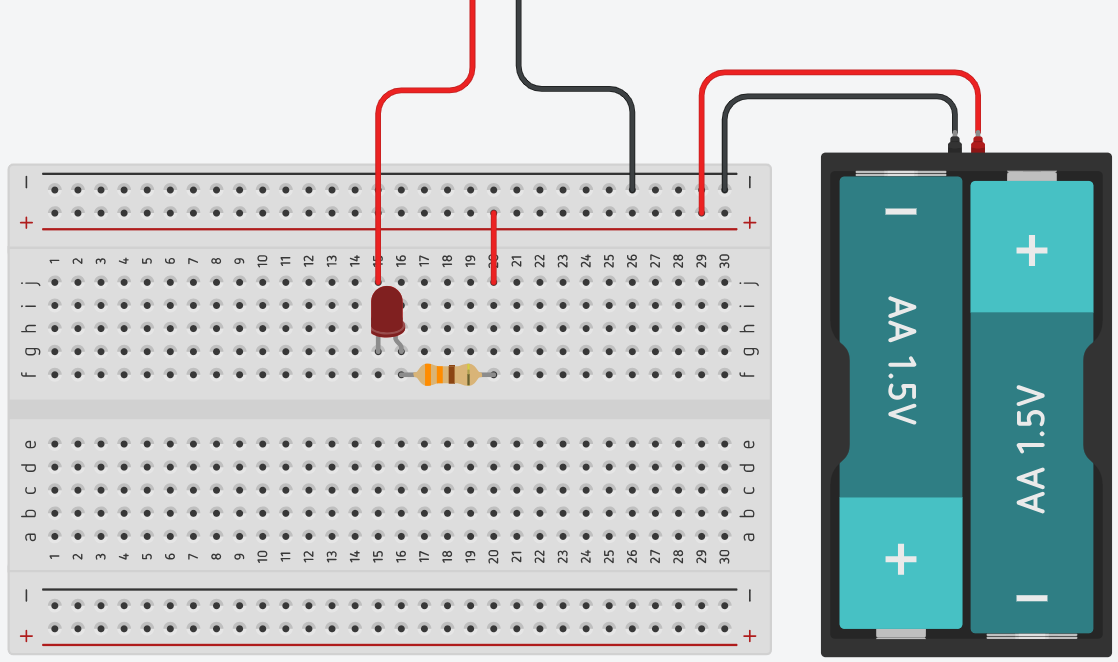 − −
+ +
1 2 3 4 5 6 7 8 9 10 11 12 13 14 15 16 17 18 19 20 21 22 23 24 25 26 27 28 29 30
j j
i i
h h
g g
f f
e e
d d
c c
b b
a a
1 2 3 4 5 6 7 8 9 10 11 12 13 14 15 16 17 18 19 20 21 22 23 24 25 26 27 28 29 30
− −
+ +
−
AA 1.5V
+
+
AA 1.5V
−